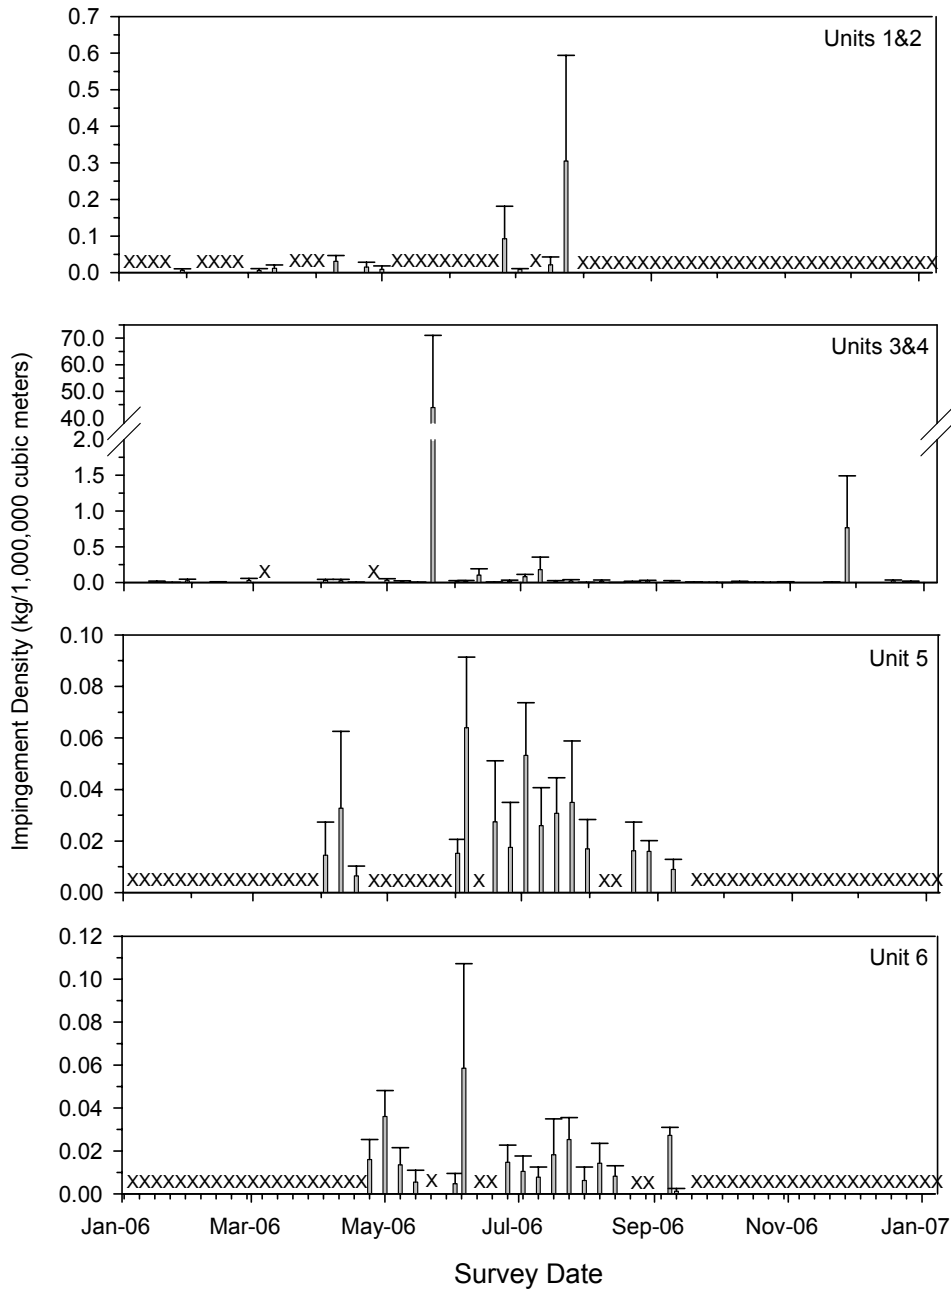 Impingement Density (kg/1,000,000 cubic meters)
Units 1&2
0.7
0.6
0.5
0.4
0.3
0.2
0.1
0.0
XXXX XXXX XXX XXXXXXXXX X XXXXXXXXXXXXXXXXXXXXXXXXXXXXXX
Units 3&4
70.0
60.0
50.0
40.0
2.0
1.5
1.0
0.5
0.0
X X
Unit 5
0.10
0.08
0.06
0.04
0.02
0.00
XXXXXXXXXXXXXXXX XXXXXXX X XX XXXXXXXXXXXXXXXXXXXXX
Unit 6
0.12
0.10
0.08
0.06
0.04
0.02
0.00
XXXXXXXXXXXXXXXXXXXX X XX XX XXXXXXXXXXXXXXXXXXXXX
Jan-06 Mar-06 May-06 Jul-06 Sep-06 Nov-06 Jan-07
Survey Date